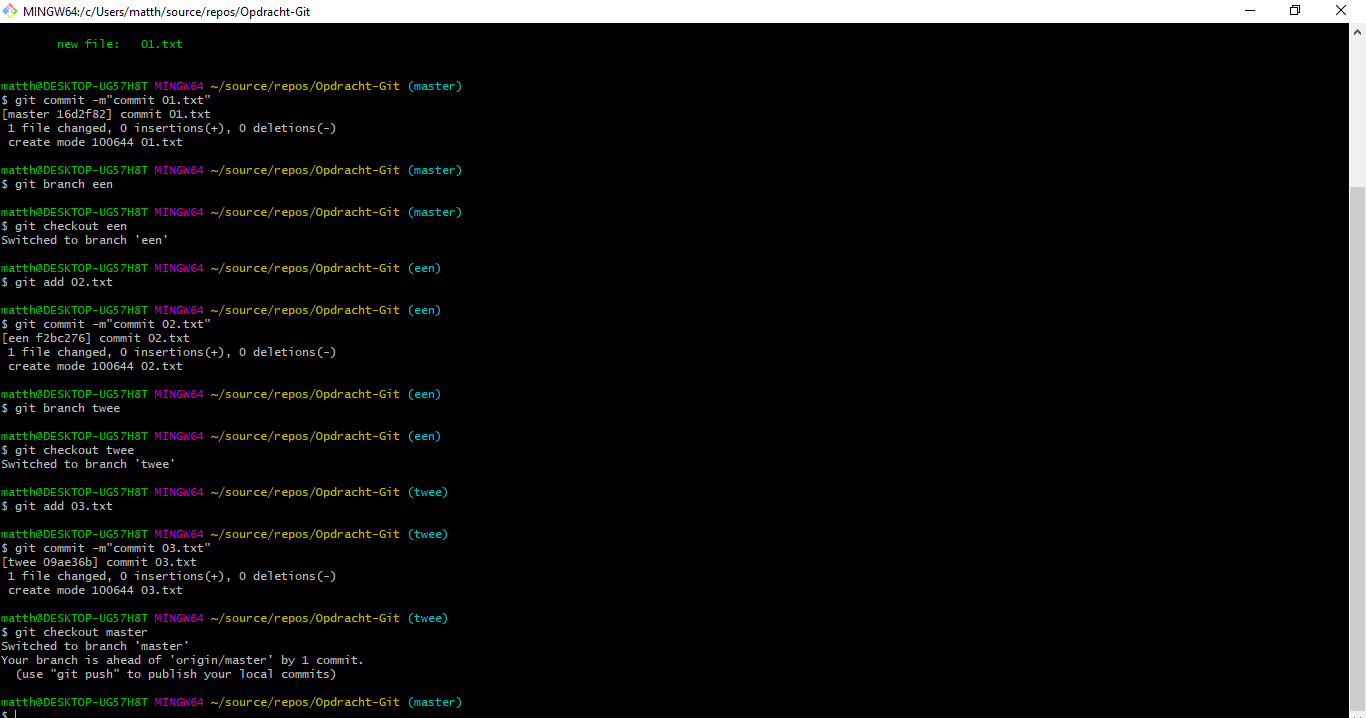 MINGW64:/c/Users/matth/source/repos/Opdracht-Git
new file:   01.txt
matth@DESKTOP-UG57H8T MINGW64 ~/source/repos/Opdracht-Git (master)
$ git commit -m"commit 01.txt"
[master 16d2f82] commit 01.txt
 1 file changed, 0 insertions(+), 0 deletions(-)
 create mode 100644 01.txt
matth@DESKTOP-UG57H8T MINGW64 ~/source/repos/Opdracht-Git (master)
$ git branch een
matth@DESKTOP-UG57H8T MINGW64 ~/source/repos/Opdracht-Git (master)
$ git checkout een
Switched to branch 'een'
matth@DESKTOP-UG57H8T MINGW64 ~/source/repos/Opdracht-Git (een)
$ git add 02.txt
matth@DESKTOP-UG57H8T MINGW64 ~/source/repos/Opdracht-Git (een)
$ git commit -m"commit 02.txt"
[een f2bc276] commit 02.txt
 1 file changed, 0 insertions(+), 0 deletions(-)
 create mode 100644 02.txt
matth@DESKTOP-UG57H8T MINGW64 ~/source/repos/Opdracht-Git (een)
$ git branch twee
matth@DESKTOP-UG57H8T MINGW64 ~/source/repos/Opdracht-Git (een)
$ git checkout twee
Switched to branch 'twee'
matth@DESKTOP-UG57H8T MINGW64 ~/source/repos/Opdracht-Git (twee)
$ git add 03.txt
matth@DESKTOP-UG57H8T MINGW64 ~/source/repos/Opdracht-Git (twee)
$ git commit -m"commit 03.txt"
[twee 09ae36b] commit 03.txt
 1 file changed, 0 insertions(+), 0 deletions(-)
 create mode 100644 03.txt
matth@DESKTOP-UG57H8T MINGW64 ~/source/repos/Opdracht-Git (twee)
$ git checkout master
Switched to branch 'master'
Your branch is ahead of 'origin/master' by 1 commit.
  (use "git push" to publish your local commits)
matth@DESKTOP-UG57H8T MINGW64 ~/source/repos/Opdracht-Git (master)
$